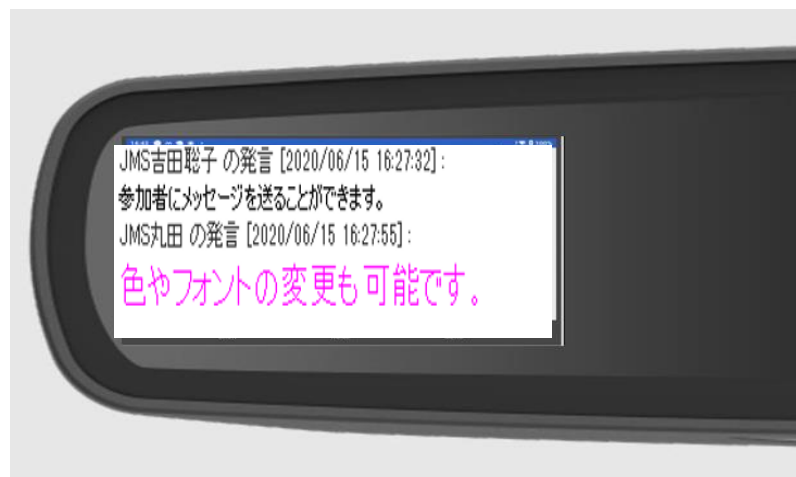 JMS吉田聡子 の発言 [2020/06/15 16:27:32] :
参加者にメッセージを送ることができます。
JMS丸田 の発言 [2020/06/15 16:27:55] :
色やフォントの変更も可能です。